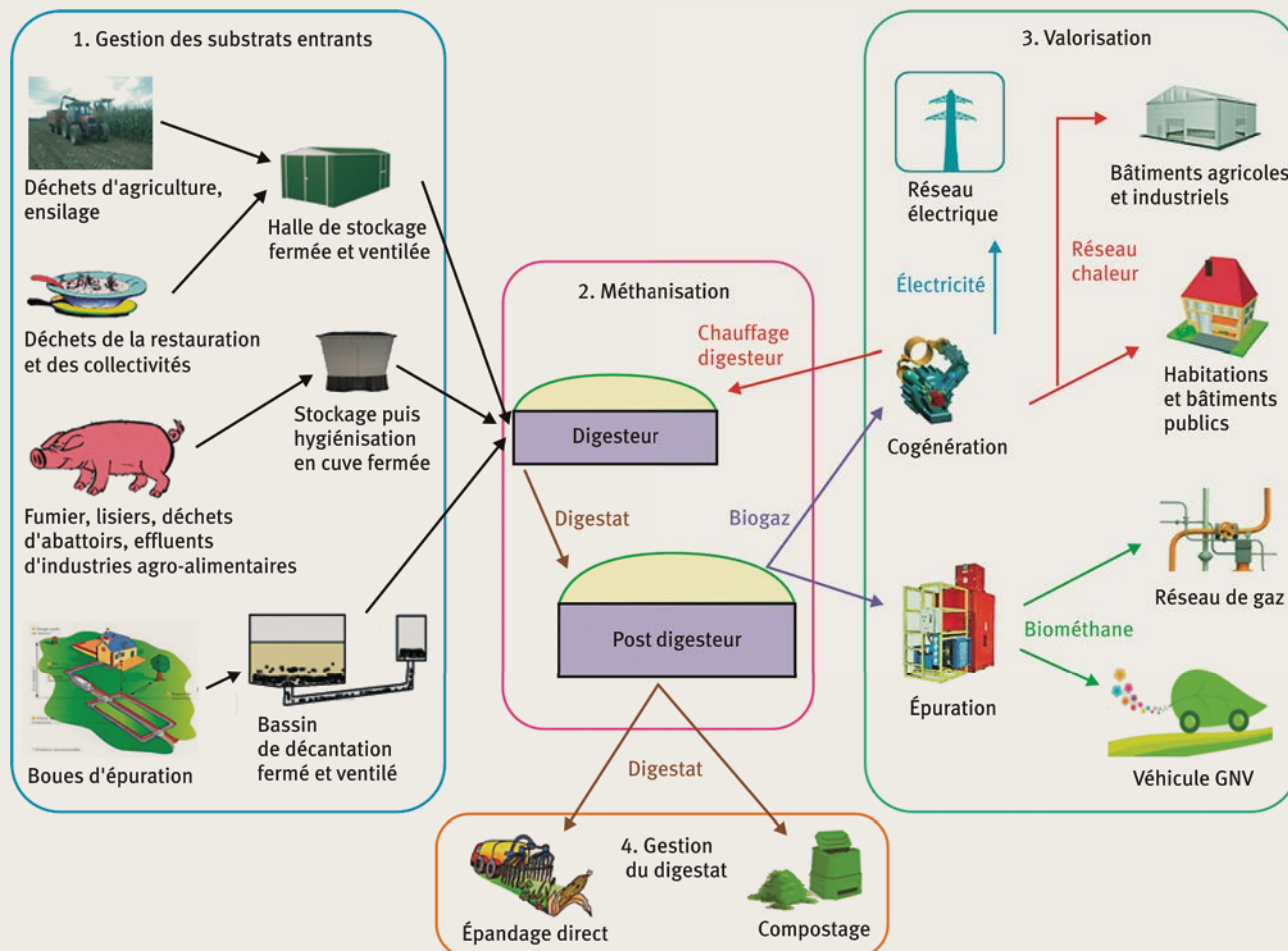 1. Gestion des substrats entrants
Déchets d'agriculture,
ensilage
Halle de stockage
fermée et ventilée
Déchets de la restauration
et des collectivités
Stockage puis
hygiénisation
en cuve fermée
Fumier, lisiers, déchets
d'abattoirs, effluents
d'industries agro-alimentaires
Boues d'épuration
Bassin
de décantation
fermé et ventilé
2. Méthanisation
Chauffage
digesteur
Digesteur
Digestat
Biogaz
Post digesteur
Digestat
3. Valorisation
Réseau
électrique
Bâtiments agricoles
et industriels
Électricité
Réseau
chaleur
Cogénération
Habitations
et bâtiments
publics
Épuration
Biométhane
Réseau de gaz
Véhicule GNV
4. Gestion
du digestat
Épandage direct
Compostage